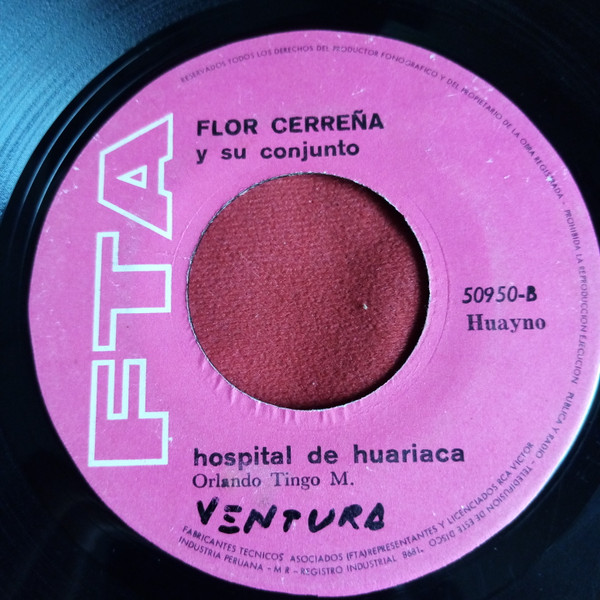 RESERVADOS TODOS LOS DERECHOS DEL PRODUCTOR FONOGRAFICO Y DEL PROPIETARIO DE LA OBRA REGISTRADA - PROHIBIDA LA REPRODUCCION EJECUCION PUBLICA Y RADIO - TELEDIFUSION DE ESTE DISCO
FTA
FLOR CERREÑA
y su conjunto
50950-B
Huayno
hospital de huariaca
Orlando Tingo M.
VENTURA
FABRICANTES TECNICOS ASOCIADOS (FTA) REPRESENTANTES Y LICENCIADOS RCA VICTOR
INDUSTRIA PERUANA - M R - REGISTRO INDUSTRIAL 1798